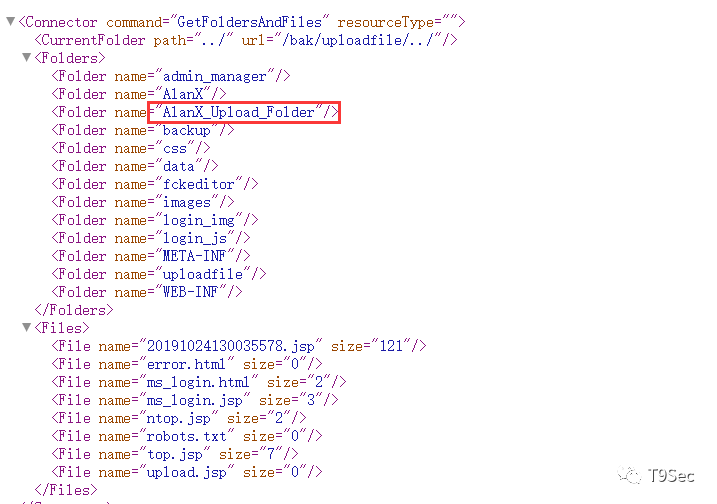 ▼<Connector command="GetFoldersAndFiles" resourceType="">
<CurrentFolder path="../" url="/bak/uploadfile/../"/>
▼<Folders>
<Folder name="admin_manager"/>
<Folder name="AlanX"/>
<Folder name="AlanX_Upload_Folder"/>
<Folder name="backup"/>
<Folder name="css"/>
<Folder name="data"/>
<Folder name="fckeditor"/>
<Folder name="images"/>
<Folder name="login_img"/>
<Folder name="login_js"/>
<Folder name="META-INF"/>
<Folder name="uploadfile"/>
<Folder name="WEB-INF"/>
</Folders>
▼<Files>
<File name="20191024130035578.jsp" size="121"/>
<File name="error.html" size="0"/>
<File name="ms_login.html" size="2"/>
<File name="ms_login.jsp" size="3"/>
<File name="ntop.jsp" size="2"/>
<File name="robots.txt" size="0"/>
<File name="top.jsp" size="7"/>
<File name="upload.jsp" size="0"/>
</Files>
T9Sec